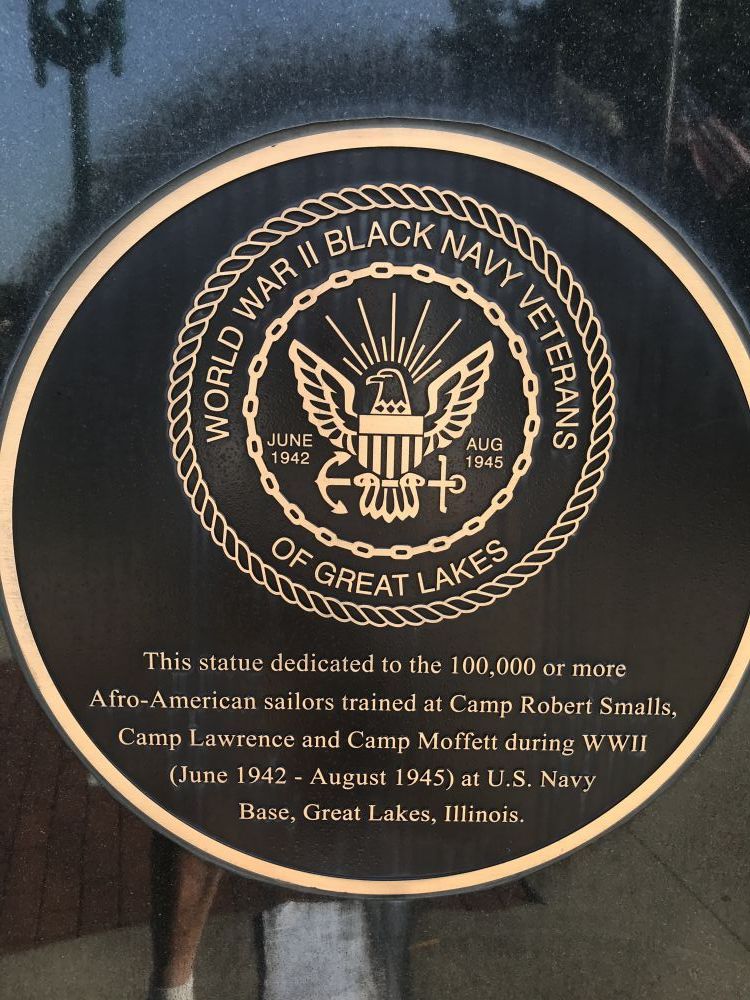 WORLD WAR II BLACK NAVY VETERANS
JUNE
1942
AUG
1945
OF GREAT LAKES
This statue dedicated to the 100,000 or more
Afro-American sailors trained at Camp Robert Smalls,
Camp Lawrence and Camp Moffett during WWII
(June 1942 - August 1945) at U.S. Navy
Base, Great Lakes, Illinois.